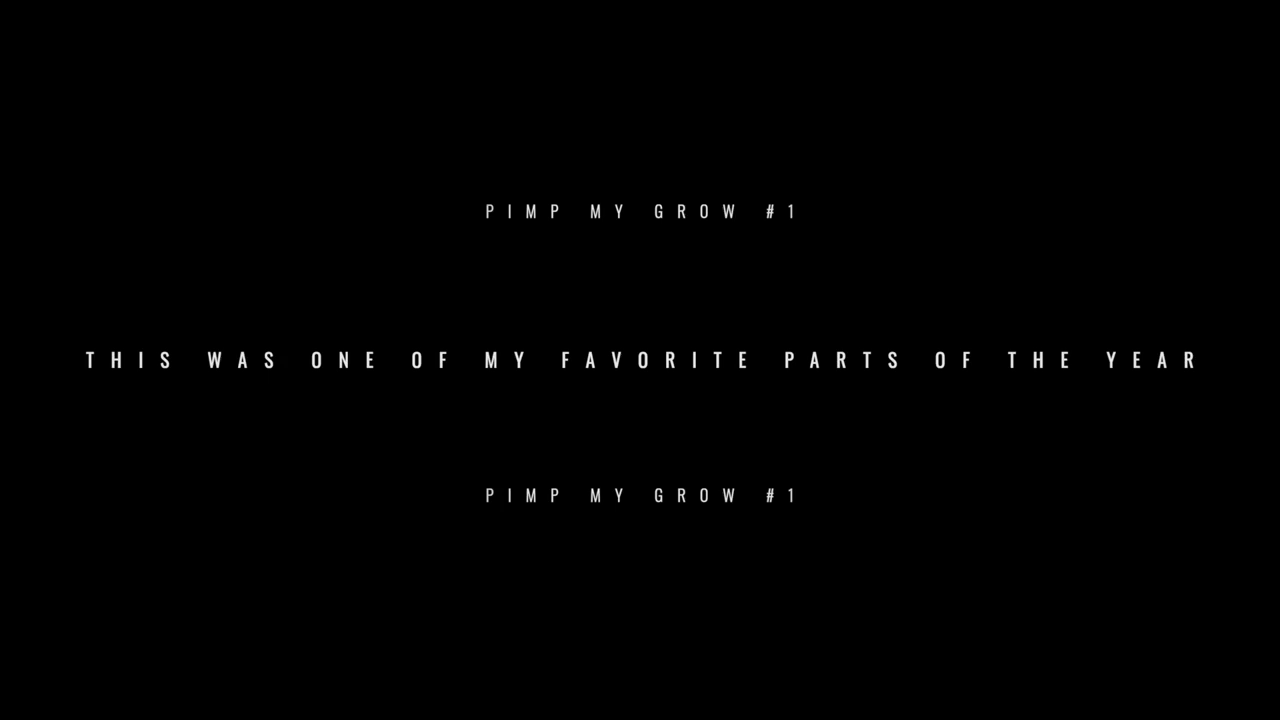 PIMP MY GROW #1
THIS WAS ONE OF MY FAVORITE PARTS OF THE YEAR
PIMP MY GROW #1